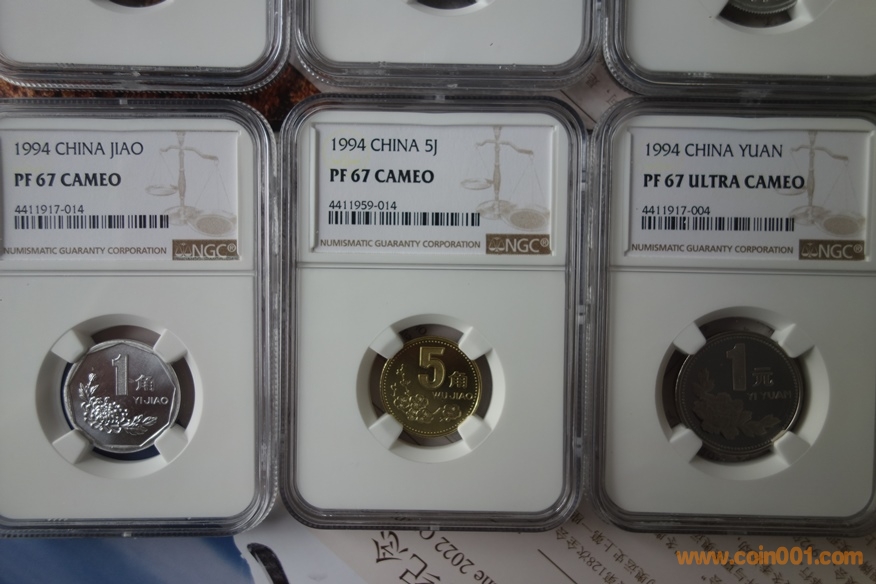 1994 CHINA JIAO
PF 67 CAMEO
4411917-014
NUMISMATIC GUARANTY CORPORATION
NGC®
1角
YI·JIAO
1994 CHINA 5J
PF 67 CAMEO
4411959-014
NUMISMATIC GUARANTY CORPORATION
NGC®
5角
WU·JIAO
1994 CHINA YUAN
PF 67 ULTRA CAMEO
4411917-004
NUMISMATIC GUARANTY CORPORATION
NGC®
1元
YI YUAN
www.coin001.com